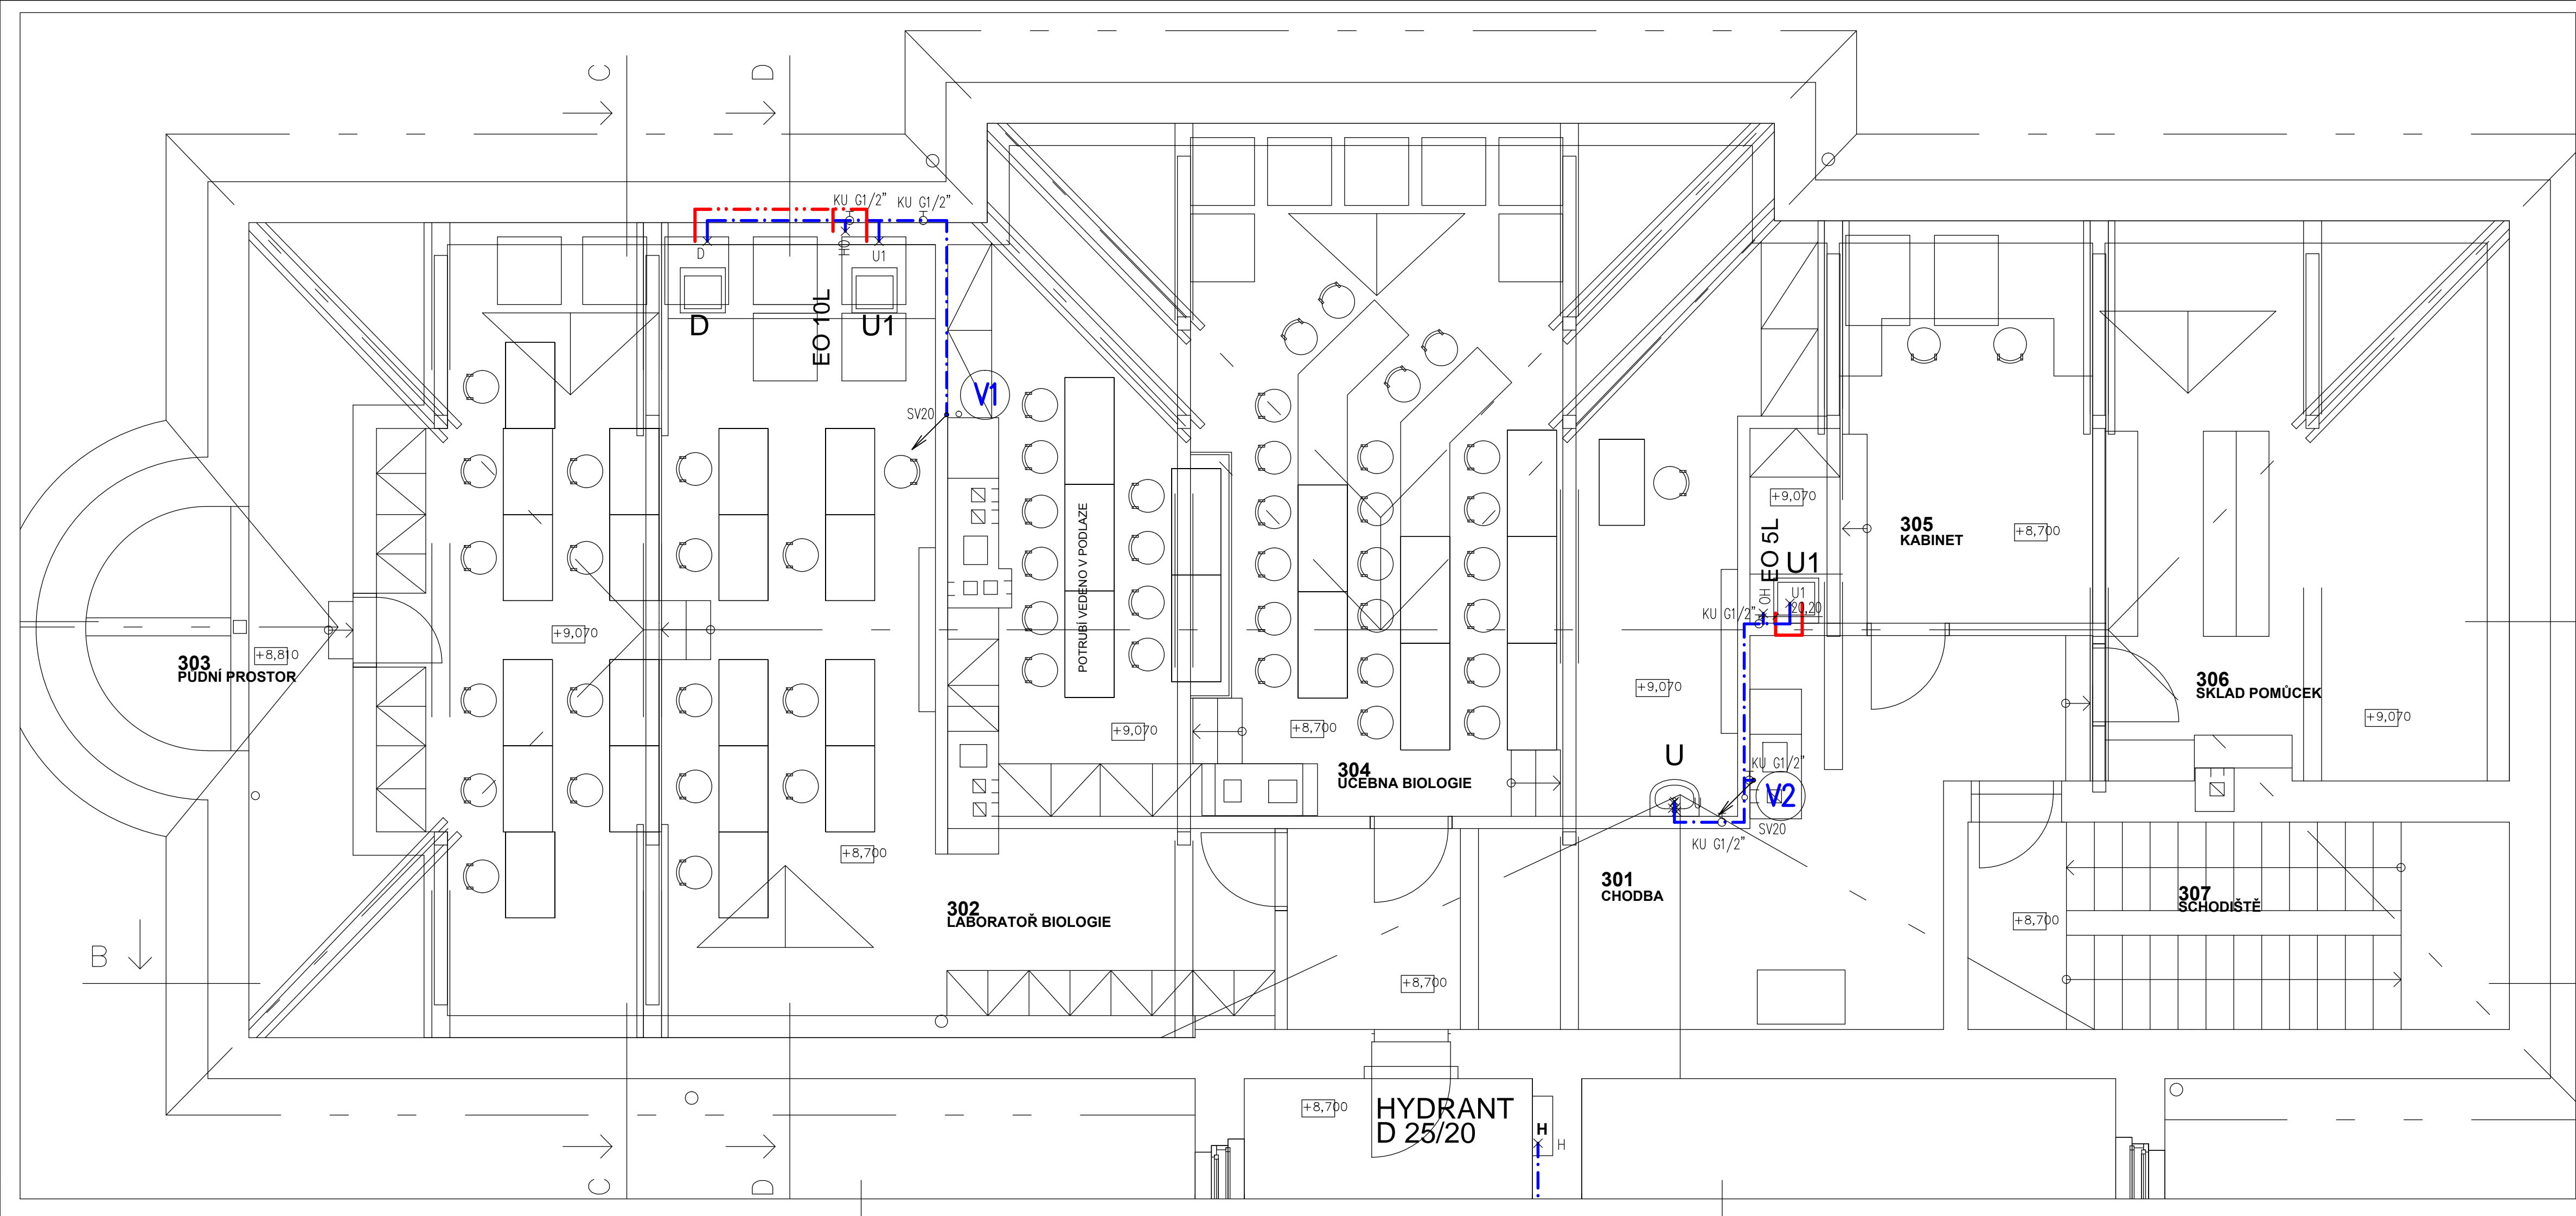 C
D
KU G1/2"
KU G1/2"
D
OH
U1
D
EO 10L
U1
V1
SV20
POTRUBÍ VEDENO V PODLAZE
+9,070
EO 5L
305
KABINET
+8,700
U1
U1
20,20
OH
KU G1/2"
+9,070
303
PŮDNÍ PROSTOR
+8,810
+9,070
306
SKLAD POMŮCEK
+9,070
+9,070
+8,700
304
UČEBNA BIOLOGIE
U
U
KU G1/2"
V2
SV20
KU G1/2"
+8,700
301
CHODBA
302
LABORATOŘ BIOLOGIE
307
SCHODIŠTĚ
+8,700
B
+8,700
+8,700
HYDRANT
D 25/20
H
H
C
D